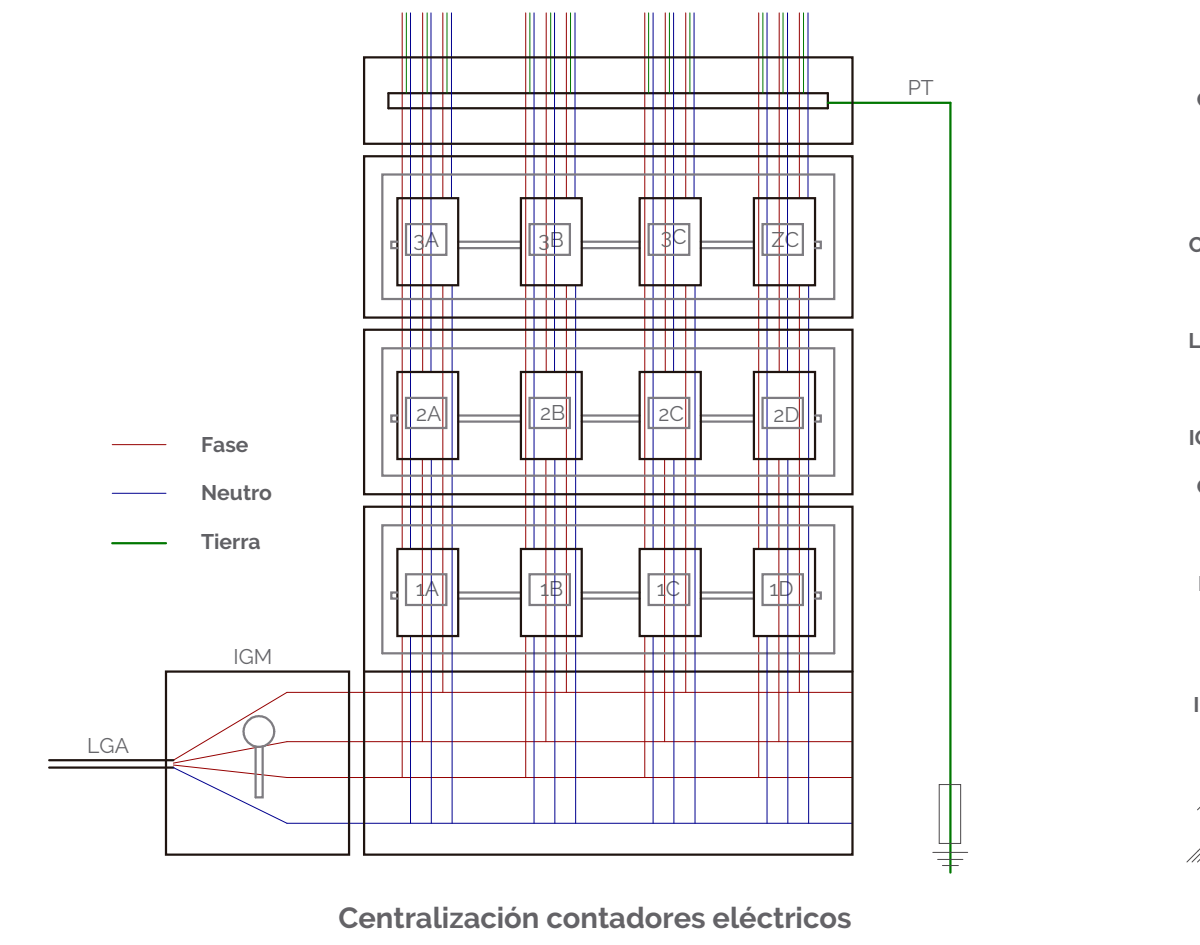 PT
3A 3B 3C ZC
2A 2B 2C 2D
Fase
Neutro
Tierra
1A 1B 1C 1D
IGM
LGA
Centralización contadores eléctricos